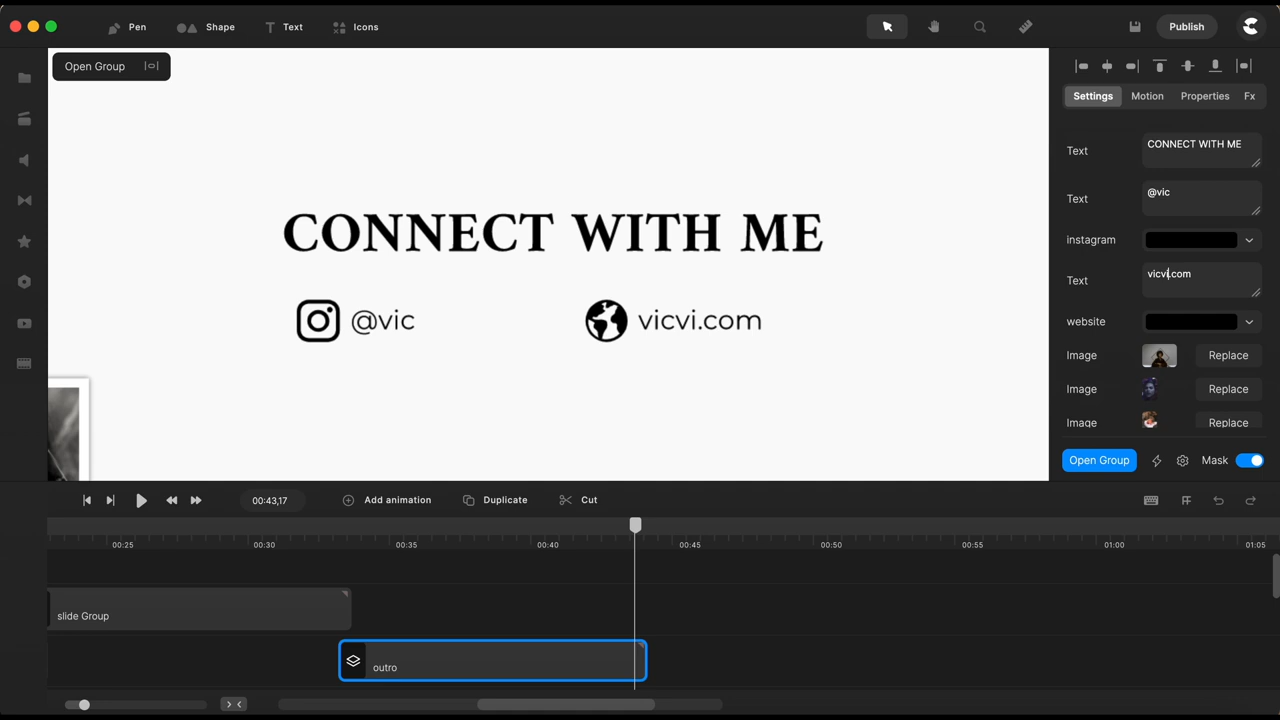 Pen
Shape
Text
Icons
Publish
Open Group
Settings
Motion
Properties
Fx
Text
CONNECT WITH ME
Text
@vic
instagram
Text
vicvi.com
website
Image
Replace
Image
Replace
Image
Replace
Open Group
Mask
CONNECT WITH ME
@vic
vicvi.com
00:43,17
Add animation
Duplicate
Cut
00:25
00:30
00:35
00:40
00:45
00:50
00:55
01:00
01:05
slide Group
outro